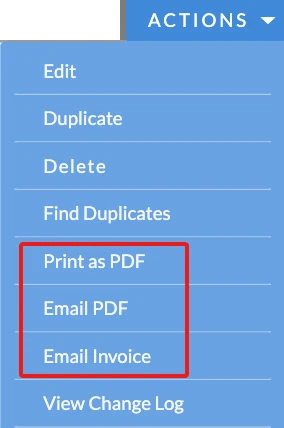 ACTIONS
Edit
Duplicate
Delete
Find Duplicates
Print as PDF
Email PDF
Email Invoice
View Change Log